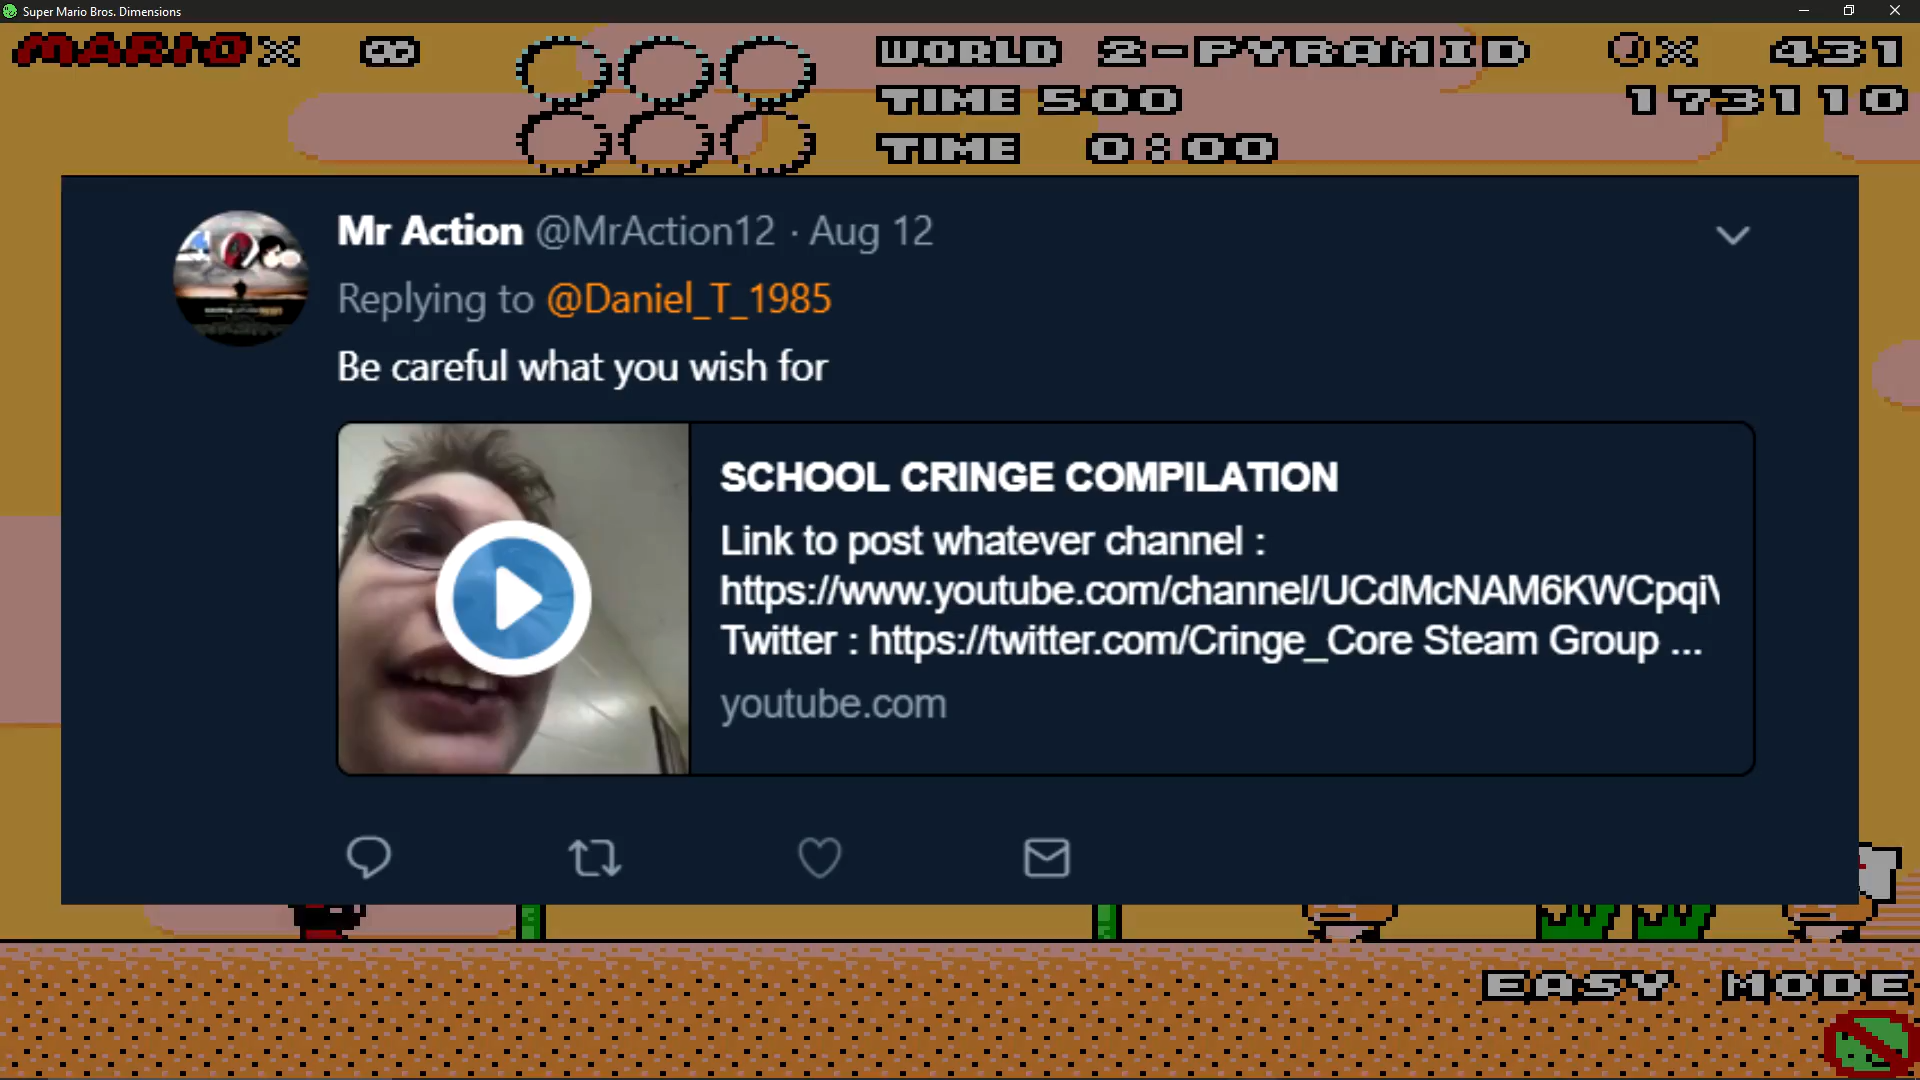 Super Mario Bros. Dimensions
MARIO× ∞ WORLD 2-PYRAMID × 431
TIME 500 173110
TIME 0:00
Mr Action @MrAction12 · Aug 12
Replying to @Daniel_T_1985
Be careful what you wish for
SCHOOL CRINGE COMPILATION
Link to post whatever channel :
https://www.youtube.com/channel/UCdMcNAM6KWCpqi
Twitter : https://twitter.com/Cringe_Core Steam Group ...
youtube.com
EASY MODE